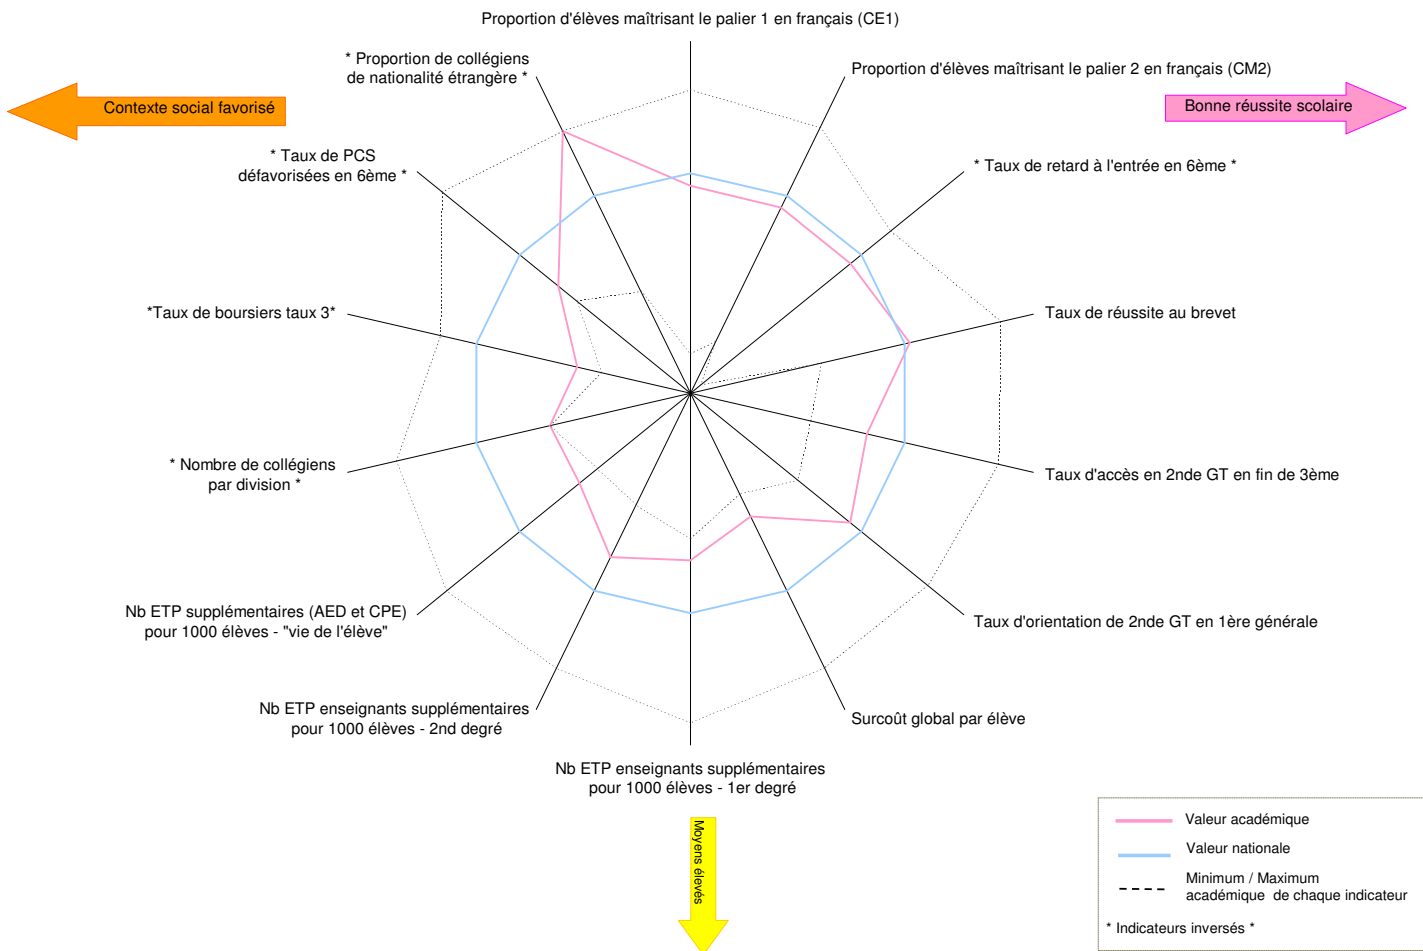 Proportion d'élèves maîtrisant le palier 1 en français (CE1)
* Proportion de collégiens
de nationalité étrangère *
Proportion d'élèves maîtrisant le palier 2 en français (CM2)
Contexte social favorisé
Bonne réussite scolaire
* Taux de PCS
défavorisées en 6ème *
* Taux de retard à l'entrée en 6ème *
*Taux de boursiers taux 3*
Taux de réussite au brevet
* Nombre de collégiens
par division *
Taux d'accès en 2nde GT en fin de 3ème
Nb ETP supplémentaires (AED et CPE)
pour 1000 élèves - "vie de l'élève"
Taux d'orientation de 2nde GT en 1ère générale
Nb ETP enseignants supplémentaires
pour 1000 élèves - 2nd degré
Surcoût global par élève
Nb ETP enseignants supplémentaires
pour 1000 élèves - 1er degré
Moyens élevés
Valeur académique
Valeur nationale
Minimum / Maximum
académique de chaque indicateur
* Indicateurs inversés *